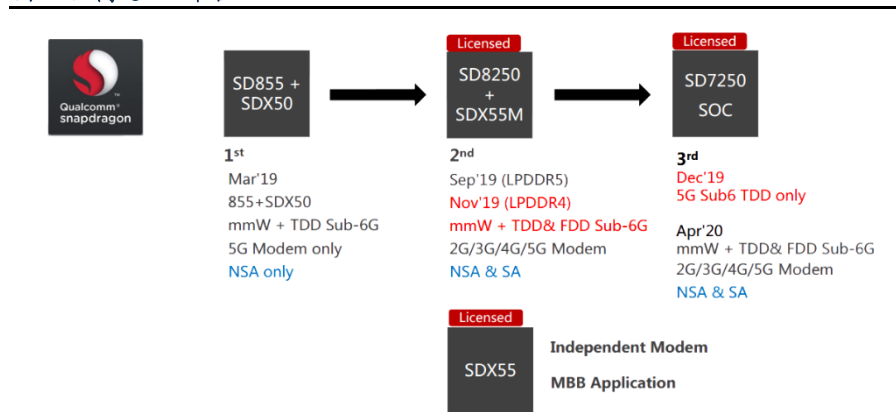 Qualcomm®
snapdragon™
SD855 +
SDX50
1st
Mar'19
855+SDX50
mmW + TDD Sub-6G
5G Modem only
NSA only
Licensed
SD8250
+
SDX55M
2nd
Sep'19 (LPDDR5)
Nov'19 (LPDDR4)
mmW + TDD& FDD Sub-6G
2G/3G/4G/5G Modem
NSA & SA
Licensed
SD7250
SOC
3rd
Dec'19
5G Sub6 TDD only
Apr'20
mmW + TDD& FDD Sub-6G
2G/3G/4G/5G Modem
NSA & SA
Licensed
SDX55
Independent Modem
MBB Application